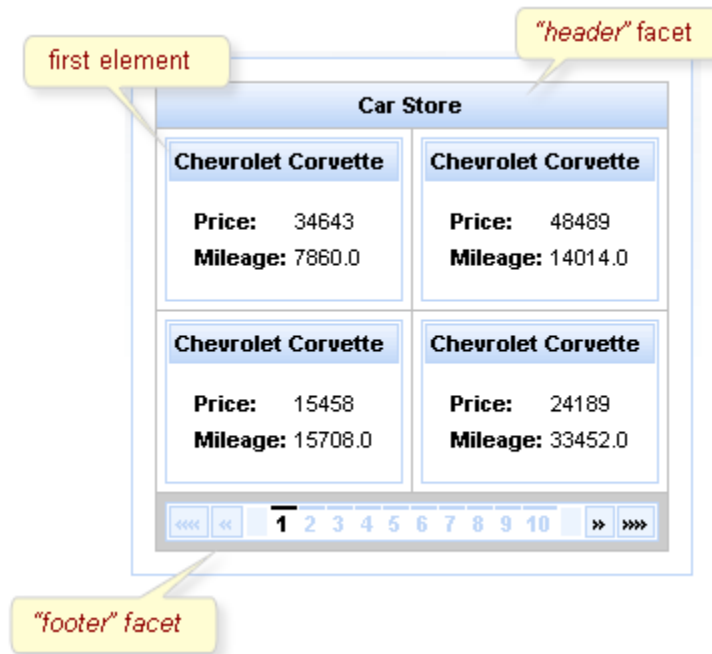 “header” facet
first element
Car Store
Chevrolet Corvette
Price: 34643
Mileage: 7860.0
Chevrolet Corvette
Price: 48489
Mileage: 14014.0
Chevrolet Corvette
Price: 15458
Mileage: 15708.0
Chevrolet Corvette
Price: 24189
Mileage: 33452.0
«« « 1 2 3 4 5 6 7 8 9 10 » »»
“footer” facet